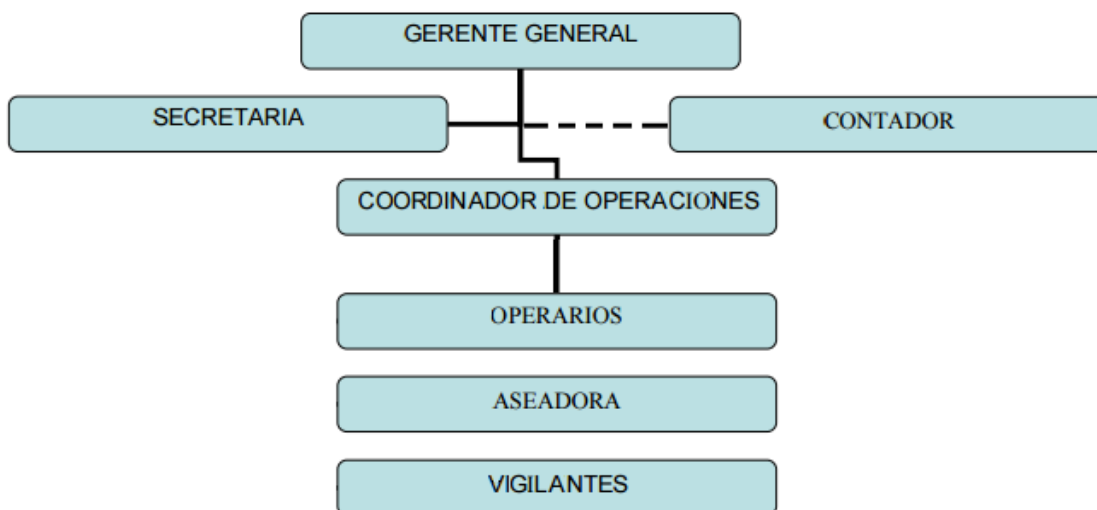 GERENTE GENERAL
SECRETARIA
CONTADOR
COORDINADOR DE OPERACIONES
OPERARIOS
ASEADORA
VIGILANTES